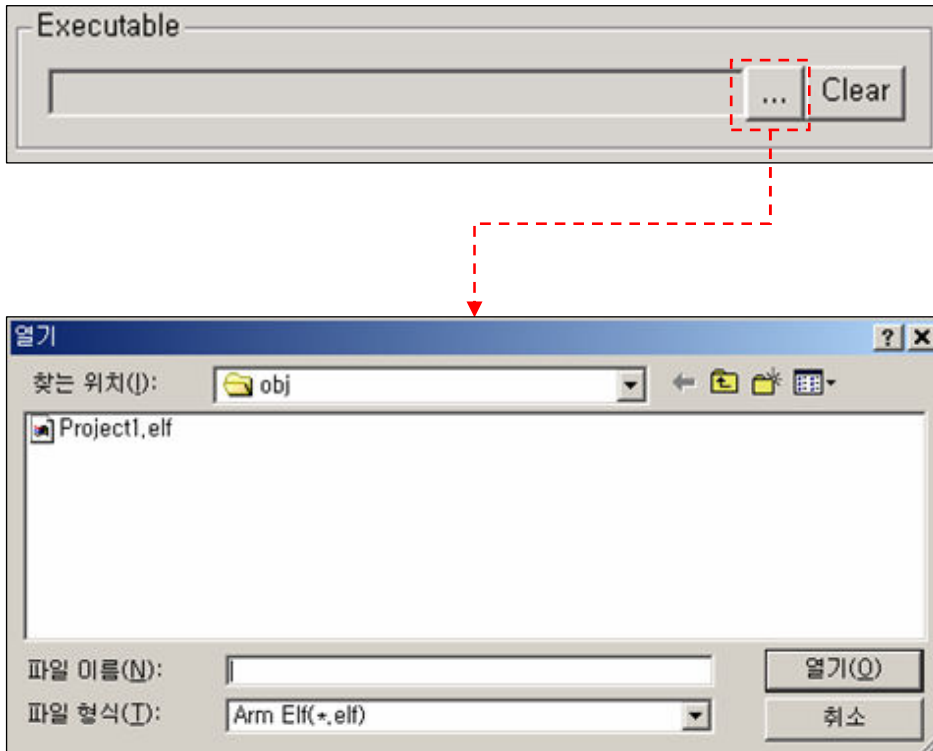 Executable
... Clear
열기
찾는 위치(I): obj
Project1.elf
파일 이름(N): 열기(O)
파일 형식(T): Arm Elf(*.elf) 취소